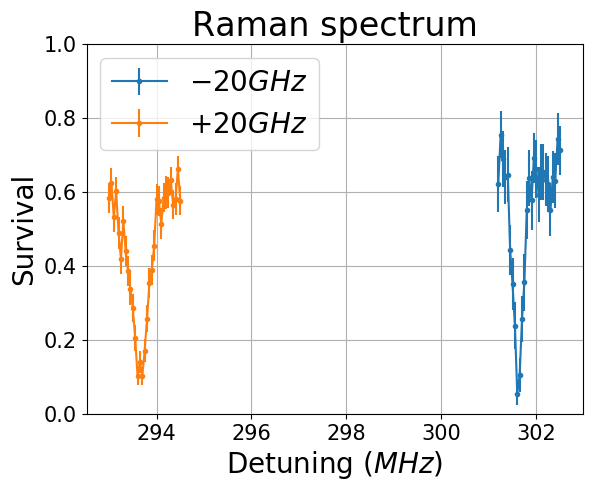 Raman spectrum
−20GHz
+20GHz
Survival
1.0
0.8
0.6
0.4
0.2
0.0
294 296 298 300 302
Detuning (MHz)